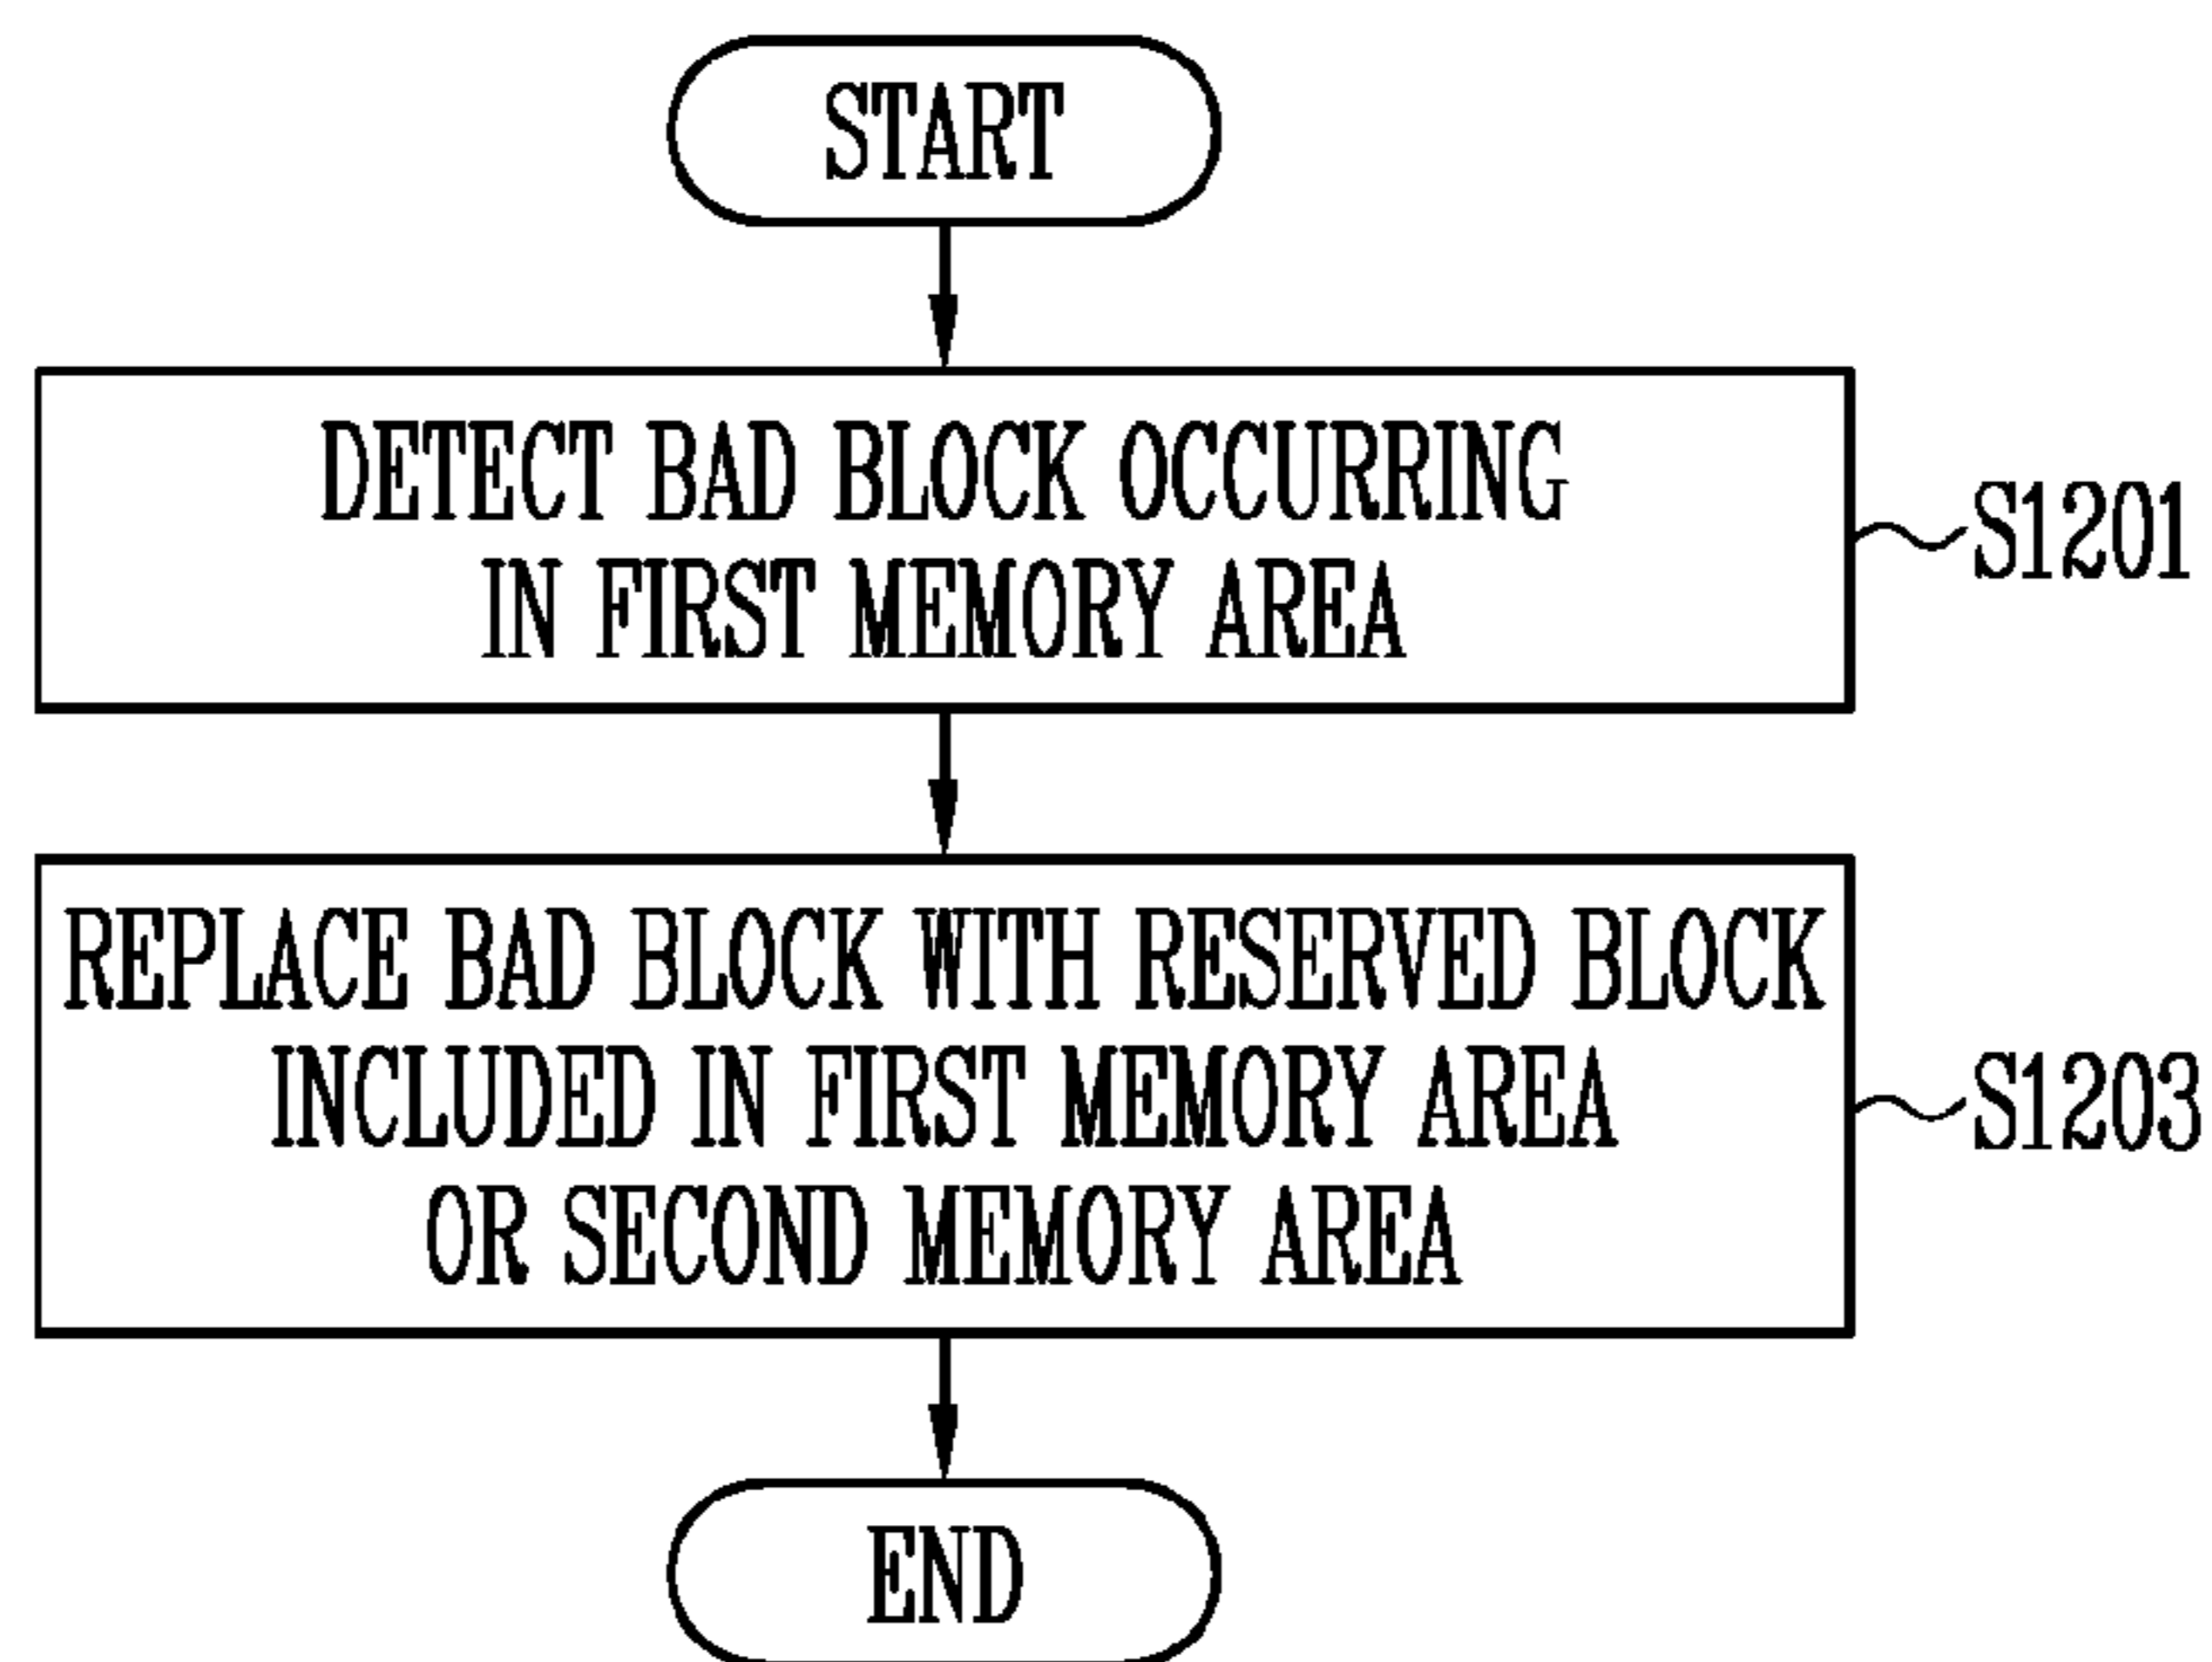 START
DETECT BAD BLOCK OCCURRING
IN FIRST MEMORY AREA
S1201
REPLACE BAD BLOCK WITH RESERVED BLOCK
INCLUDED IN FIRST MEMORY AREA
OR SECOND MEMORY AREA
S1203
END